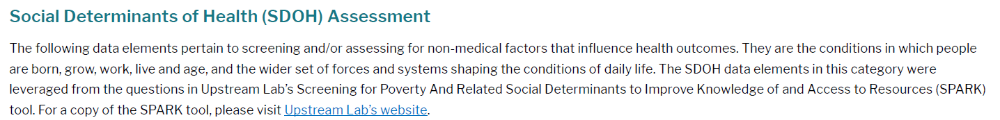 Social Determinants of Health (SDOH) Assessment
The following data elements pertain to screening and/or assessing for non-medical factors that influence health outcomes. They are the conditions in which people
are born, grow, work, live and age, and the wider set of forces and systems shaping the conditions of daily life. The SDOH data elements in this category were
leveraged from the questions in Upstream Lab's Screening for Poverty And Related Social Determinants to Improve Knowledge of and Access to Resources (SPARK)
tool. For a copy of the SPARK tool, please visit Upstream Lab's website.